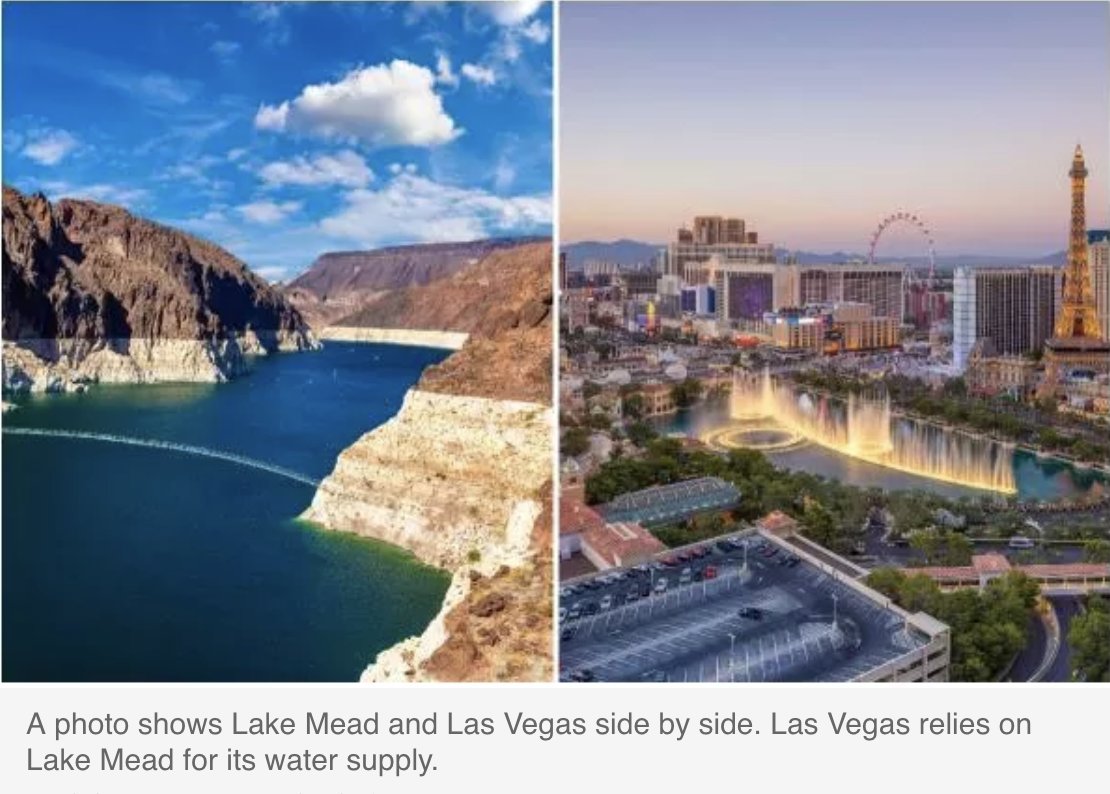 A photo shows Lake Mead and Las Vegas side by side. Las Vegas relies on
Lake Mead for its water supply.